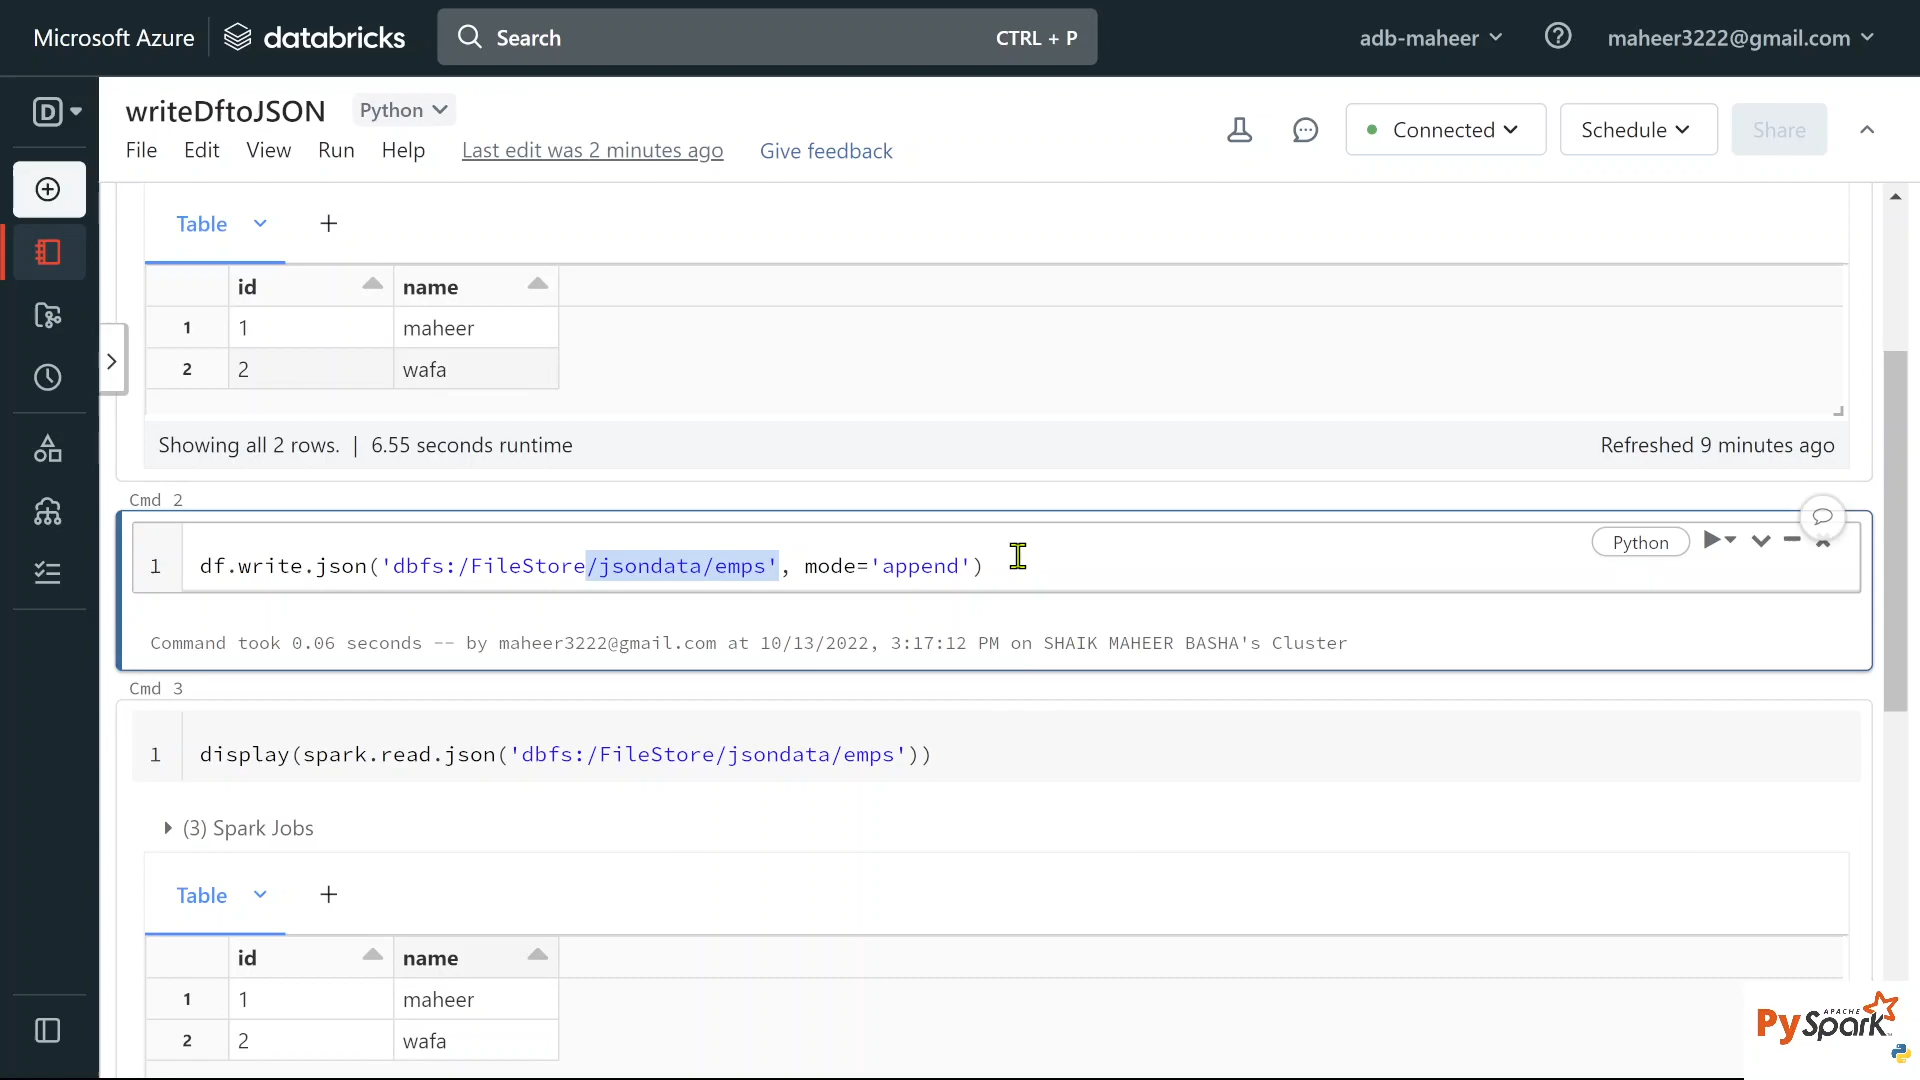 Microsoft Azure databricks Search CTRL + P adb-maheer maheer3222@gmail.com
writeDftoJSON Python
File Edit View Run Help Last edit was 2 minutes ago Give feedback
Connected Schedule Share
Table
id name
1 1 maheer
2 2 wafa
Showing all 2 rows. | 6.55 seconds runtime Refreshed 9 minutes ago
Cmd 2
1 df.write.json('dbfs:/FileStore/jsondata/emps', mode='append')
Python
Command took 0.06 seconds -- by maheer3222@gmail.com at 10/13/2022, 3:17:12 PM on SHAIK MAHEER BASHA's Cluster
Cmd 3
1 display(spark.read.json('dbfs:/FileStore/jsondata/emps'))
(3) Spark Jobs
Table
id name
1 1 maheer
2 2 wafa
APACHE
PySpark